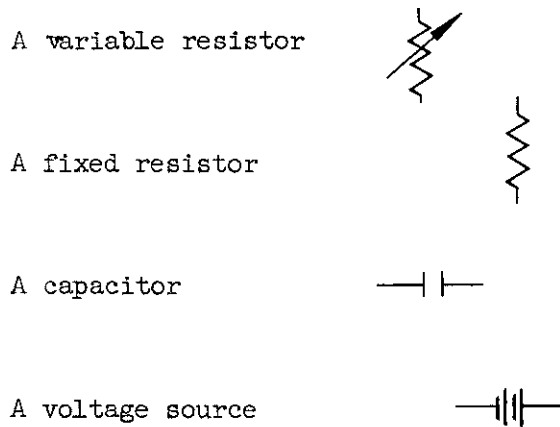 A variable resistor
A fixed resistor
A capacitor
A voltage source